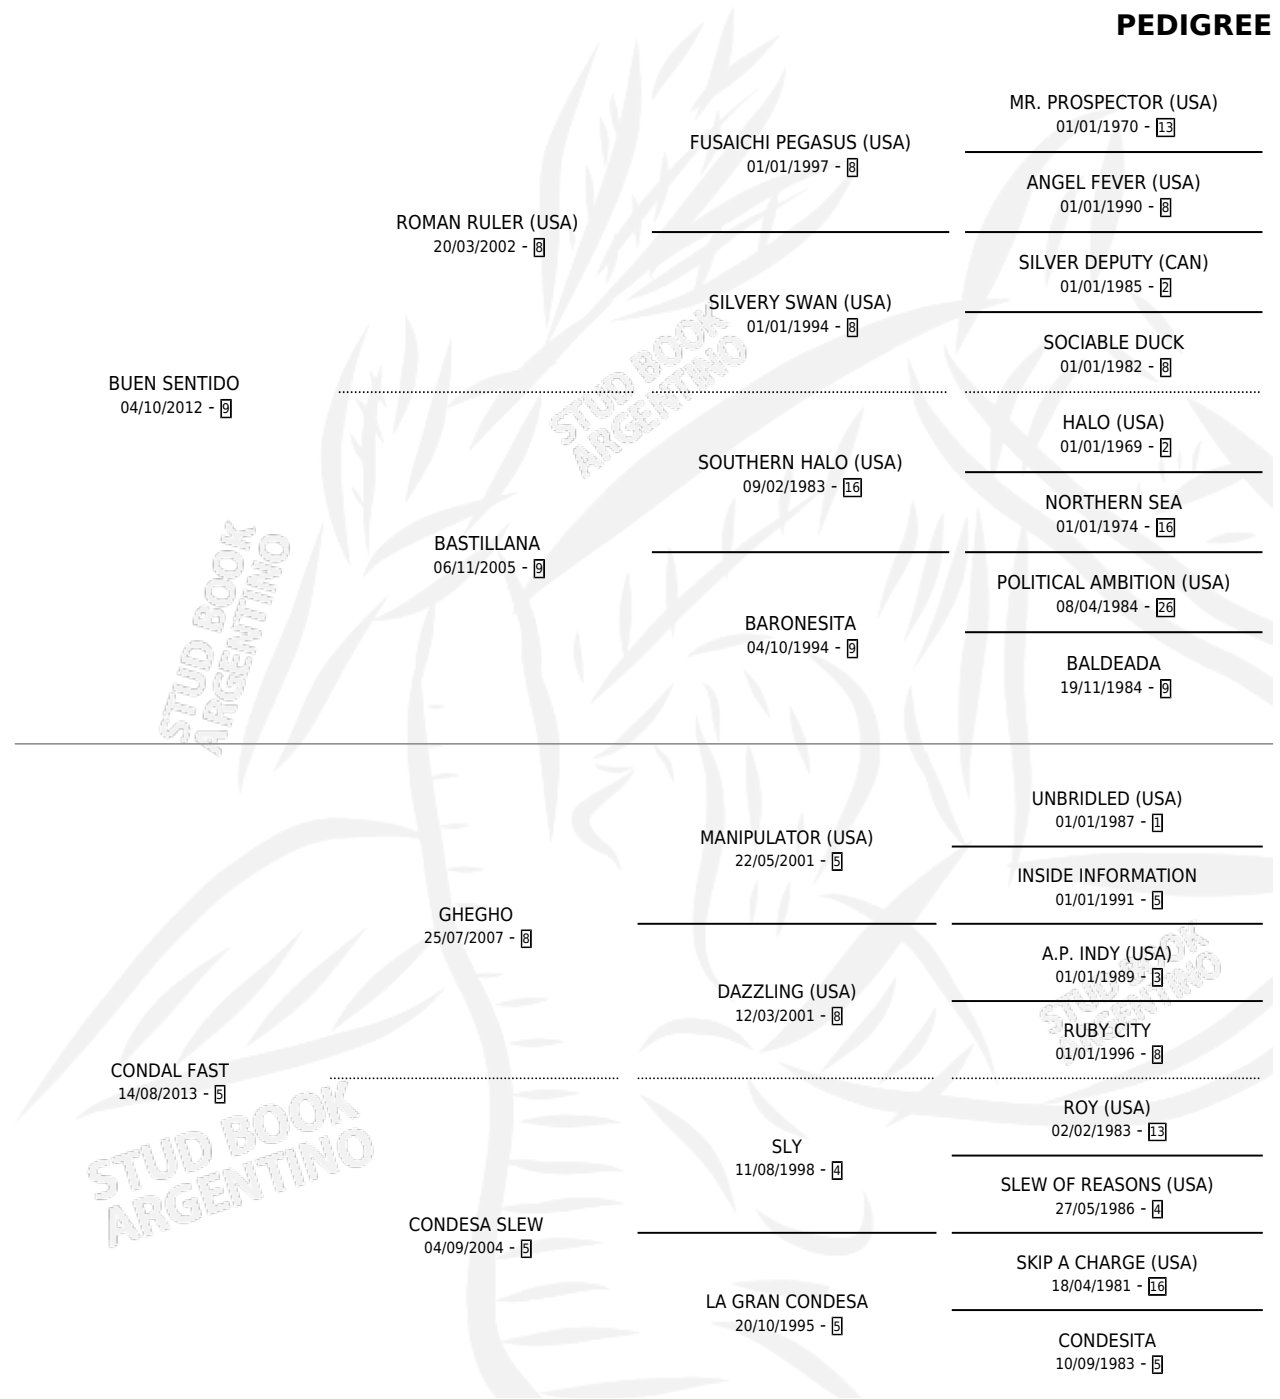 PEDIGREE
MR. PROSPECTOR (USA)
01/01/1970 - 13
FUSAICHI PEGASUS (USA)
01/01/1997 - 8
ANGEL FEVER (USA)
01/01/1990 - 8
ROMAN RULER (USA)
20/03/2002 - 8
SILVER DEPUTY (CAN)
01/01/1985 - 2
SILVERY SWAN (USA)
01/01/1994 - 8
SOCIABLE DUCK
01/01/1982 - 8
BUEN SENTIDO
04/10/2012 - 9
STUD BOOK
ARGENTINO
HALO (USA)
01/01/1969 - 2
SOUTHERN HALO (USA)
09/02/1983 - 16
NORTHERN SEA
01/01/1974 - 16
BASTILLANA
06/11/2005 - 9
POLITICAL AMBITION (USA)
08/04/1984 - 26
BARONESITA
04/10/1994 - 9
BALDEADA
19/11/1984 - 9
STUD BOOK
ARGENTINO
UNBRIDLED (USA)
01/01/1987 - 1
MANIPULATOR (USA)
22/05/2001 - 5
INSIDE INFORMATION
01/01/1991 - 5
GHEGHO
25/07/2007 - 8
A.P. INDY (USA)
01/01/1989 - 3
DAZZLING (USA)
12/03/2001 - 8
STUD BOOK
ARGENTINO
RUBY CITY
01/01/1996 - 8
CONDAL FAST
14/08/2013 - 5
STUD BOOK
ARGENTINO
ROY (USA)
02/02/1983 - 13
SLY
11/08/1998 - 4
SLEW OF REASONS (USA)
27/05/1986 - 4
CONDESA SLEW
04/09/2004 - 5
SKIP A CHARGE (USA)
18/04/1981 - 16
LA GRAN CONDESA
20/10/1995 - 5
CONDESITA
10/09/1983 - 5